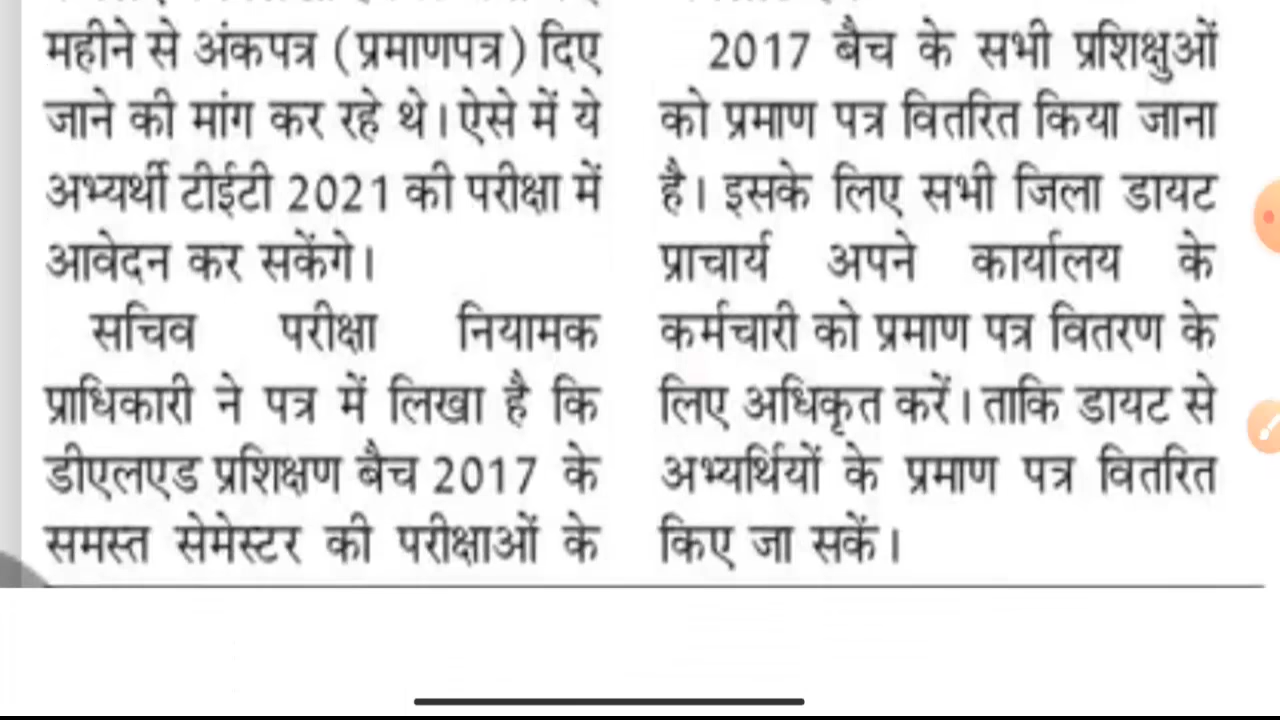 महीने से अंकपत्र (प्रमाणपत्र) दिए
जाने की मांग कर रहे थे। ऐसे में ये
अभ्यर्थी टीईटी 2021 की परीक्षा में
आवेदन कर सकेंगे।
सचिव परीक्षा नियामक
प्राधिकारी ने पत्र में लिखा है कि
डीएलएड प्रशिक्षण बैच 2017 के
समस्त सेमेस्टर की परीक्षाओं के
2017 बैच के सभी प्रशिक्षुओं
को प्रमाण पत्र वितरित किया जाना
है। इसके लिए सभी जिला डायट
प्राचार्य अपने कार्यालय के
कर्मचारी को प्रमाण पत्र वितरण के
लिए अधिकृत करें। ताकि डायट से
अभ्यर्थियों के प्रमाण पत्र वितरित
किए जा सकें।